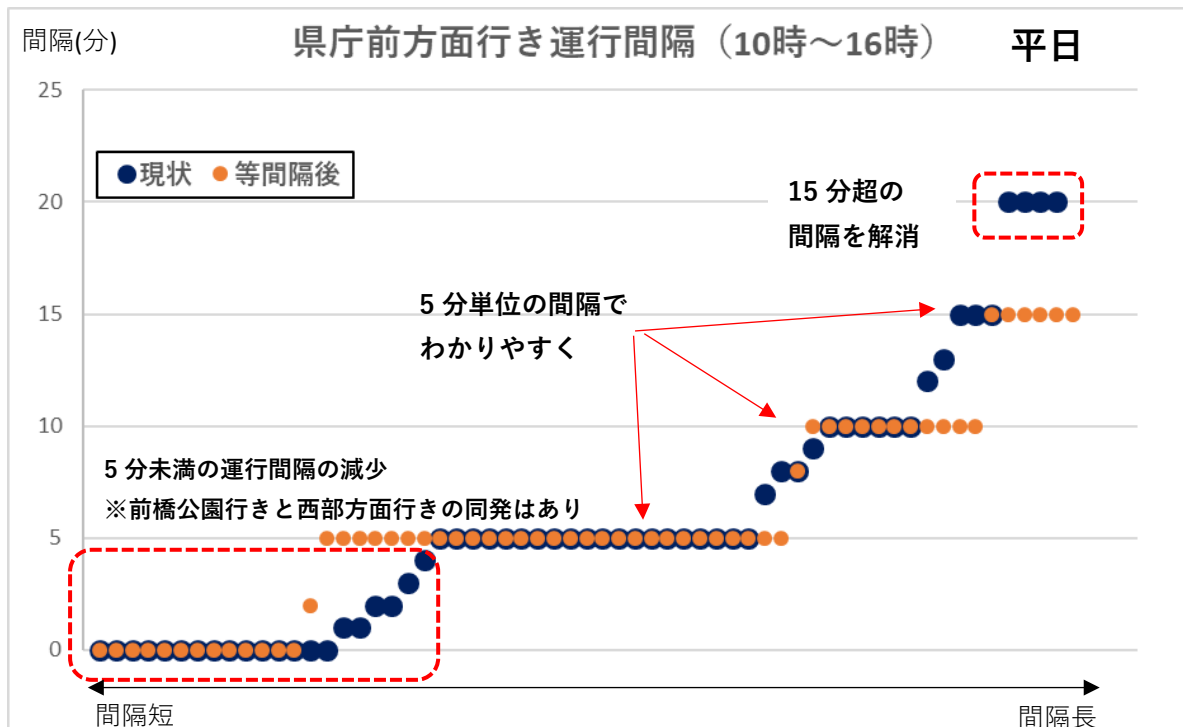 間隔(分)
県庁前方面行き運行間隔（10時～16時）
平日
25
●現状 ●等間隔後
20
15 分超の
間隔を解消
5 分単位の間隔で
わかりやすく
15
10
5 分未満の運行間隔の減少
※前橋公園行きと西部方面行きの同発はあり
5
0
間隔短
間隔長